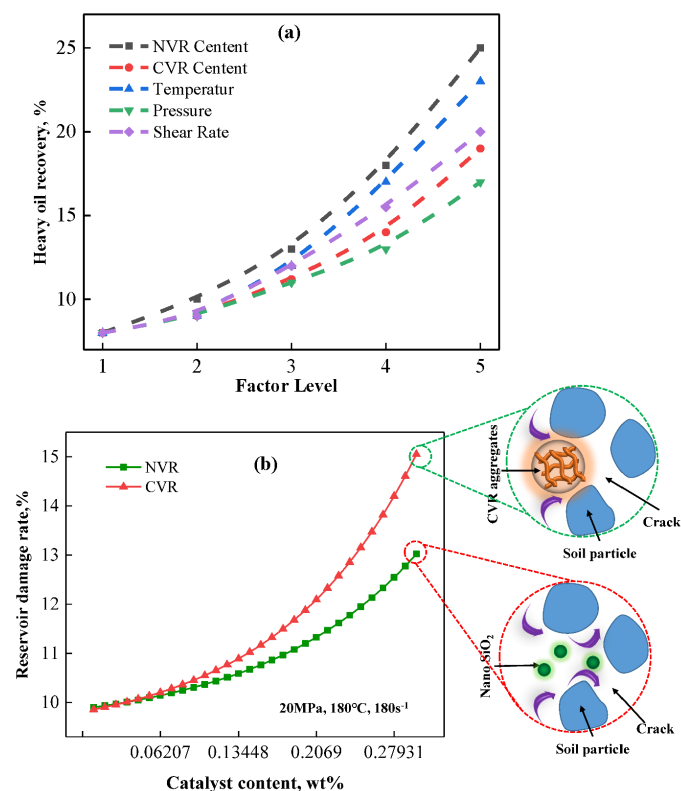 (a)
NVR Centent
CVR Centent
Temperatur
Pressure
Shear Rate
25
20
15
10
Heavy oil recovery, %
1 2 3 4 5
Factor Level
(b)
NVR
CVR
15
14
13
12
11
10
Reservoir damage rate,%
20MPa, 180℃, 180s⁻¹
0.06207 0.13448 0.2069 0.27931
Catalyst content, wt%
CVR aggregates
Crack
Soil particle
Nano SiO₂
Crack
Soil particle